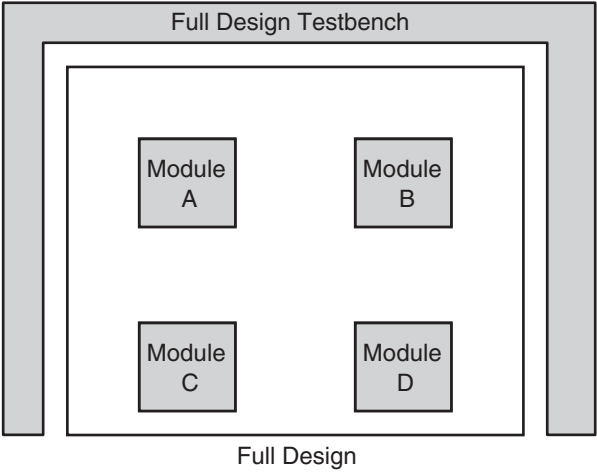 Full Design Testbench
Module
A
Module
B
Module
C
Module
D
Full Design